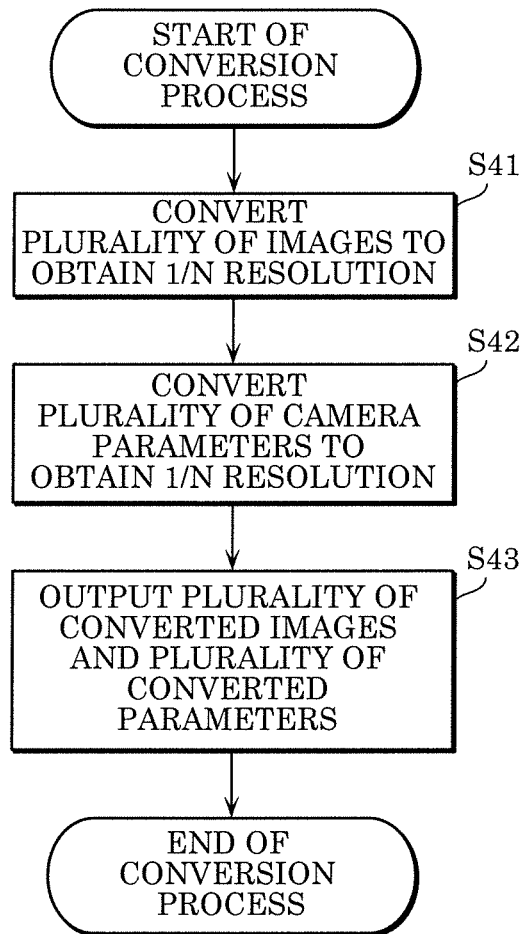 START OF
CONVERSION
PROCESS
S41
CONVERT
PLURALITY OF IMAGES TO
OBTAIN 1/N RESOLUTION
S42
CONVERT
PLURALITY OF CAMERA
PARAMETERS TO
OBTAIN 1/N RESOLUTION
S43
OUTPUT PLURALITY OF
CONVERTED IMAGES
AND PLURALITY OF
CONVERTED
PARAMETERS
END OF
CONVERSION
PROCESS